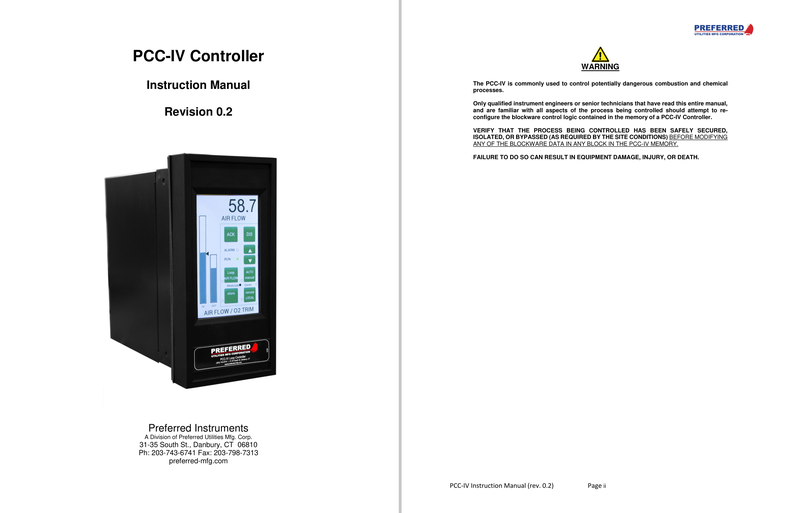 PCC-IV Controller
Instruction Manual
Revision 0.2
58.7
AIR FLOW
ACK
ALARM
RUN
Loop
AIR FLOW
AUTO
LOCAL
AIR FLOW / O2 TRIM
PREFERRED
UTILITIES MFG CORPORATION
Preferred Instruments
A Division of Preferred Utilities Mfg. Corp.
31-35 South St., Danbury, CT 06810
Ph: 203-743-6741 Fax: 203-798-7313
preferred-mfg.com
PREFERRED
UTILITIES MFG CORPORATION
WARNING
The PCC-IV is commonly used to control potentially dangerous combustion and chemical
processes.
Only qualified instrument engineers or senior technicians that have read this entire manual,
and are familiar with all aspects of the process being controlled should attempt to re-
configure the blockware control logic contained in the memory of a PCC-IV Controller.
VERIFY THAT THE PROCESS BEING CONTROLLED HAS BEEN SAFELY SECURED,
ISOLATED, OR BYPASSED (AS REQUIRED BY THE SITE CONDITIONS) BEFORE MODIFYING
ANY OF THE BLOCKWARE DATA IN ANY BLOCK IN THE PCC-IV MEMORY.
FAILURE TO DO SO CAN RESULT IN EQUIPMENT DAMAGE, INJURY, OR DEATH.
PCC-IV Instruction Manual (rev. 0.2) Page ii